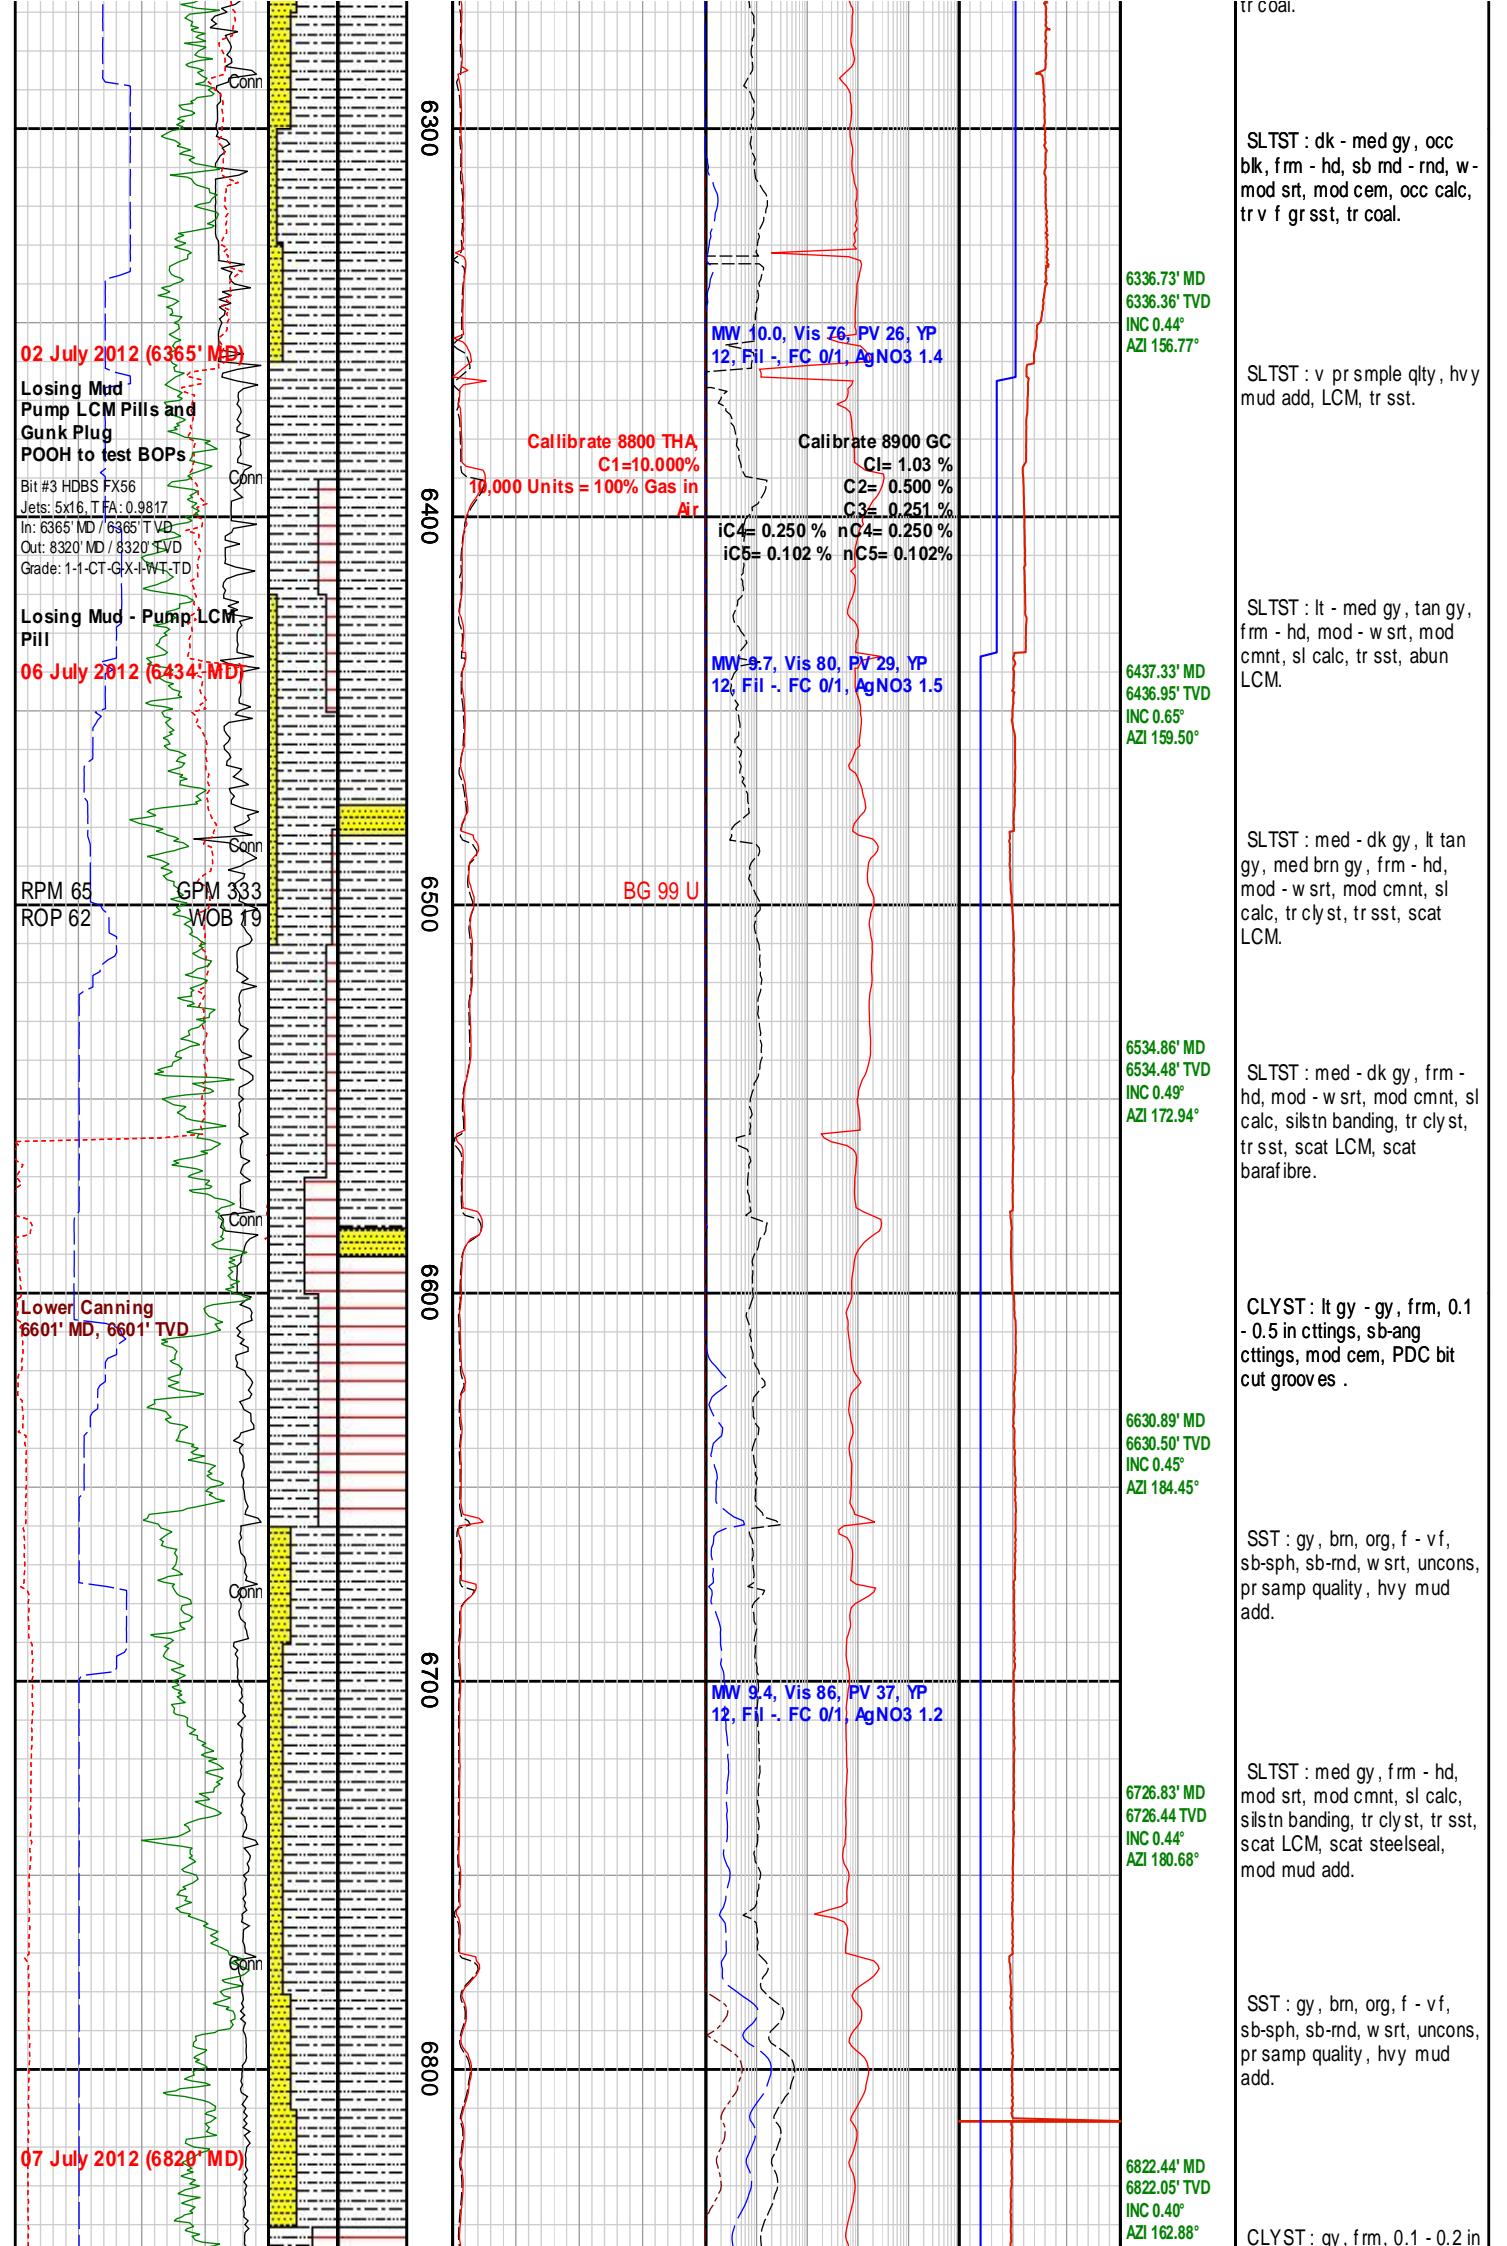 tr coal.
Conn
6300
SLTST : dk - med gy, occ
blk, frm - hd, sb rnd - rnd, w -
mod srt, mod cem, occ calc,
tr v f gr sst, tr coal.
6336.73' MD
6336.36' TVD
INC 0.44°
AZI 156.77°
MW 10.0, Vis 76, PV 26, YP
12, Fil -, FC 0/1, AgNO3 1.4
02 July 2012 (6365' MD)
Losing Mud
Pump LCM Pills and
Gunk Plug
POOH to test BOPs
Bit #3 HDBS FX56
Jets: 5x16, TFA: 0.9817
In: 6365' MD / 6365' TVD
Out: 8320' MD / 8320' TVD
Grade: 1-1-CT-G-X-I-WT-TD
Conn
SLTST : v pr smple qlty, hvy
mud add, LCM, tr sst.
Callibrate 8800 THA,
C1=10.000%
10,000 Units = 100% Gas in
Air
Calibrate 8900 GC
CI= 1.03 %
C2= 0.500 %
C3= 0.251 %
iC4= 0.250 % nC4= 0.250 %
iC5= 0.102 % nC5= 0.102%
6400
Losing Mud - Pump LCM
Pill
06 July 2012 (6434' MD)
MW 9.7, Vis 80, PV 29, YP
12, Fil -. FC 0/1, AgNO3 1.5
SLTST : lt - med gy, tan gy,
frm - hd, mod - w srt, mod
cmnt, sl calc, tr sst, abun
LCM.
6437.33' MD
6436.95' TVD
INC 0.65°
AZI 159.50°
Conn
RPM 65 GPM 333
ROP 62 WOB 19
BG 99 U
6500
SLTST : med - dk gy, lt tan
gy, med brn gy, frm - hd,
mod - w srt, mod cmnt, sl
calc, tr clyst, tr sst, scat
LCM.
6534.86' MD
6534.48' TVD
INC 0.49°
AZI 172.94°
SLTST : med - dk gy, frm -
hd, mod - w srt, mod cmnt, sl
calc, silstn banding, tr clyst,
tr sst, scat LCM, scat
barafibre.
Conn
6600
Lower Canning
6601' MD, 6601' TVD
CLYST : lt gy - gy, frm, 0.1
- 0.5 in cttings, sb-ang
cttings, mod cem, PDC bit
cut grooves .
6630.89' MD
6630.50' TVD
INC 0.45°
AZI 184.45°
SST : gy, brn, org, f - vf,
sb-sph, sb-rnd, w srt, uncons,
pr samp quality, hvy mud
add.
Conn
6700
MW 9.4, Vis 86, PV 37, YP
12, Fil -. FC 0/1, AgNO3 1.2
6726.83' MD
6726.44 TVD
INC 0.44°
AZI 180.68°
SLTST : med gy, frm - hd,
mod srt, mod cmnt, sl calc,
silstn banding, tr clyst, tr sst,
scat LCM, scat steelseal,
mod mud add.
Conn
6800
SST : gy, brn, org, f - vf,
sb-sph, sb-rnd, w srt, uncons,
pr samp quality, hvy mud
add.
07 July 2012 (6820' MD)
6822.44' MD
6822.05' TVD
INC 0.40°
AZI 162.88°
CLYST : gy, frm, 0.1 - 0.2 in